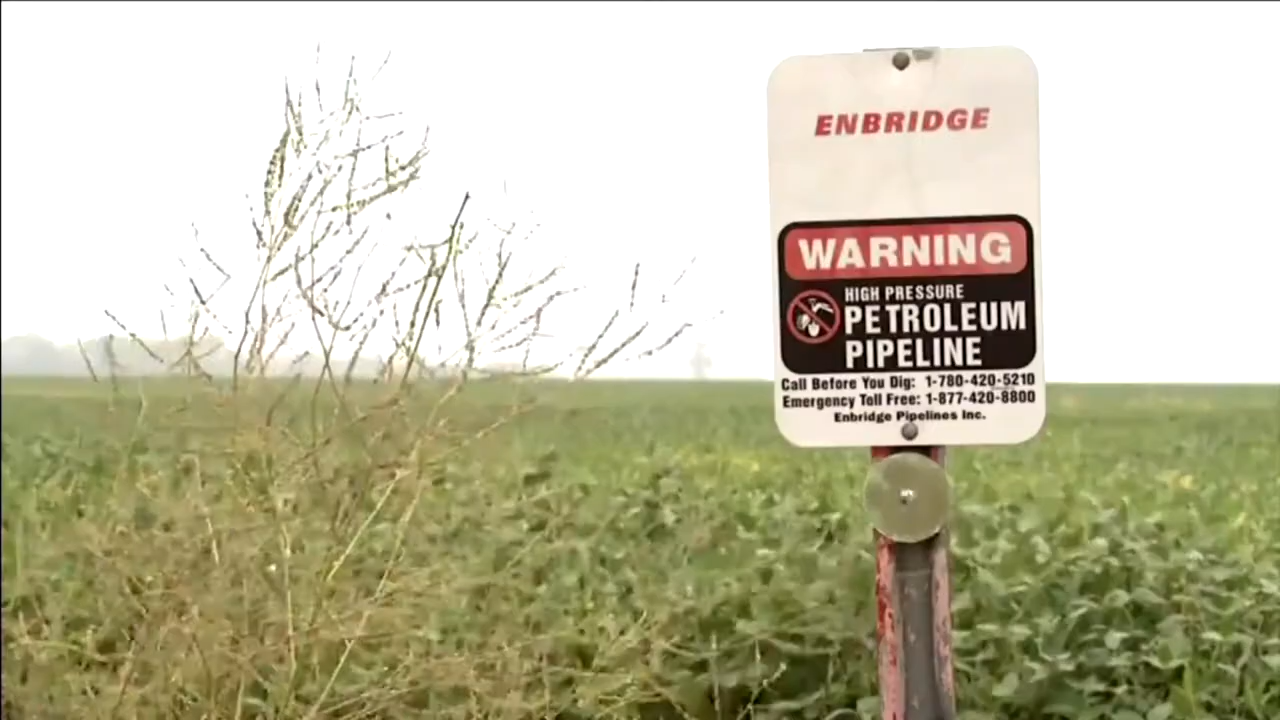 ENBRIDGE
WARNING
HIGH PRESSURE
PETROLEUM
PIPELINE
Call Before You Dig: 1-780-420-5210
Emergency Toll Free: 1-877-420-8800
Enbridge Pipelines Inc.